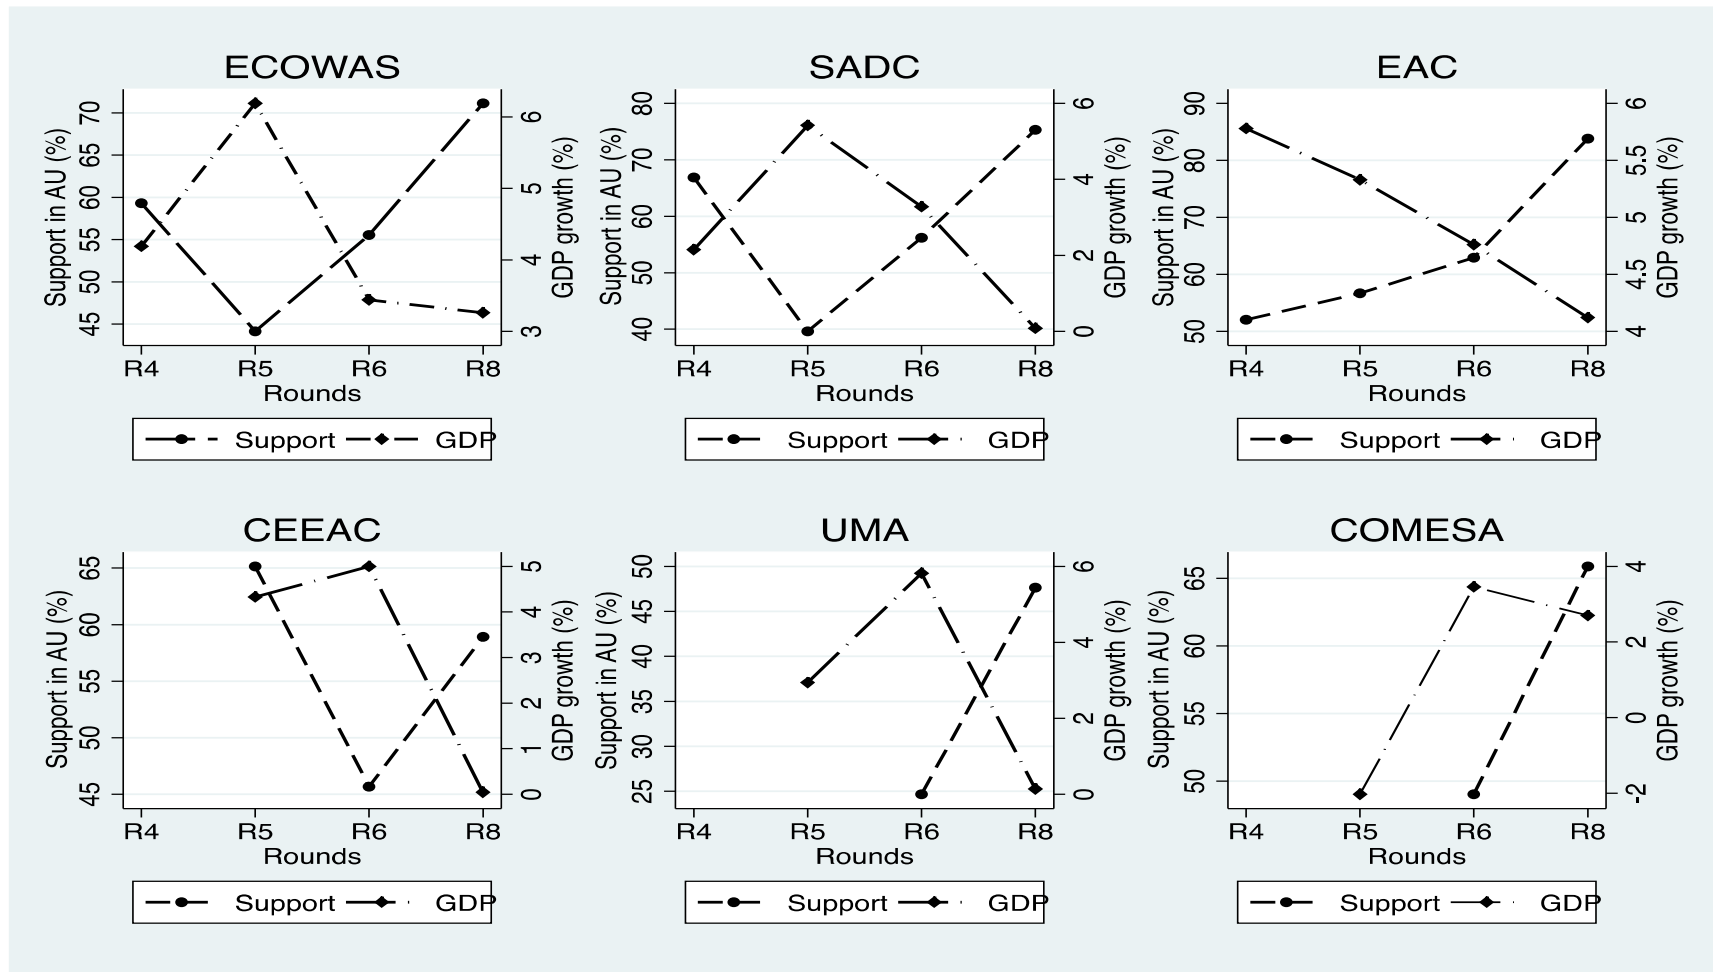 ECOWAS
Support in AU (%)
70
65
60
55
50
45
6
5
4
3
GDP growth (%)
R4 R5 R6 R8
Rounds
Support GDP
SADC
Support in AU (%)
80
70
60
50
40
6
4
2
0
GDP growth (%)
R4 R5 R6 R8
Rounds
Support GDP
EAC
Support in AU (%)
90
80
70
60
50
6
5.5
5
4.5
4
GDP growth (%)
R4 R5 R6 R8
Rounds
Support GDP
CEEAC
Support in AU (%)
65
60
55
50
45
5
4
3
2
1
0
GDP growth (%)
R4 R5 R6 R8
Rounds
Support GDP
UMA
Support in AU (%)
50
45
40
35
30
25
6
4
2
0
GDP growth (%)
R4 R5 R6 R8
Rounds
Support GDP
COMESA
Support in AU (%)
65
60
55
50
4
2
0
-2
GDP growth (%)
R4 R5 R6 R8
Rounds
Support GDP